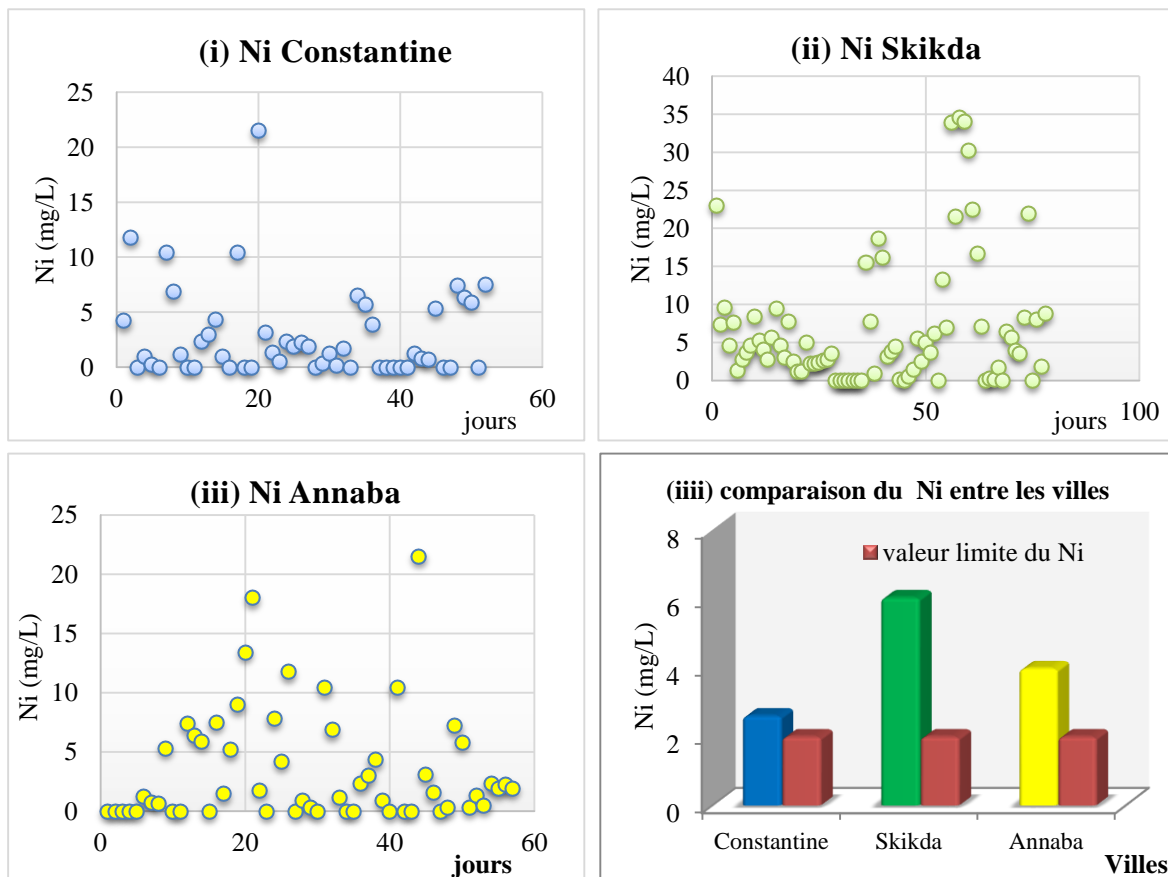 (i) Ni Constantine
Ni (mg/L)
25
20
15
10
5
0
0 20 40 60
jours
(ii) Ni Skikda
Ni (mg/L)
40
35
30
25
20
15
10
5
0
0 50 100
jours
(iii) Ni Annaba
Ni (mg/L)
25
20
15
10
5
0
0 20 40 60
jours
(iiii) comparaison du Ni entre les villes
valeur limite du Ni
Ni (mg/L)
8
6
4
2
0
Constantine Skikda Annaba
Villes